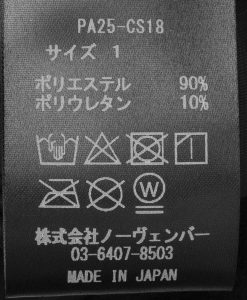 PA25-CS18
サイズ 1
ポリエステル 90%
ポリウレタン 10%
W
株式会社ノーヴェンバー
03-6407-8503
MADE IN JAPAN